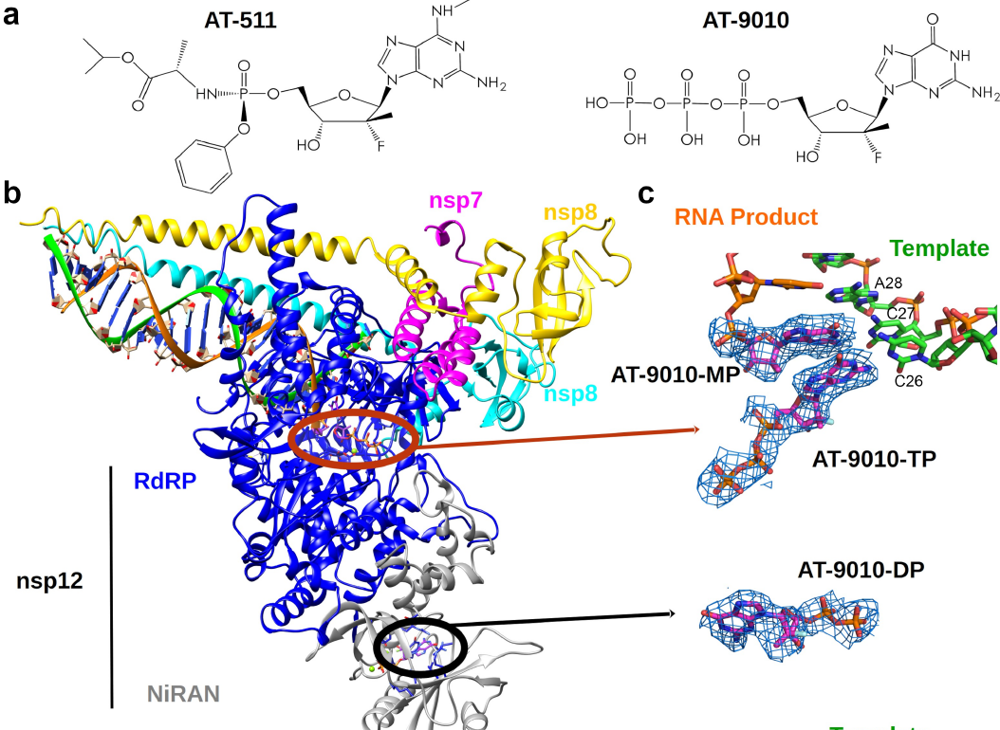 a
AT-511
AT-9010
NH
N
N
N
N
NH₂
O
O
HN
P
O
O
O
O
HO
F
O
N
NH
N
N
NH₂
O
O
O
HO
P
O
P
O
P
O
O
OH
OH
OH
HO
F
b
nsp7
nsp8
c
RNA Product
Template
A28
C27
AT-9010-MP
C26
nsp8
AT-9010-TP
RdRP
nsp12
AT-9010-DP
NiRAN